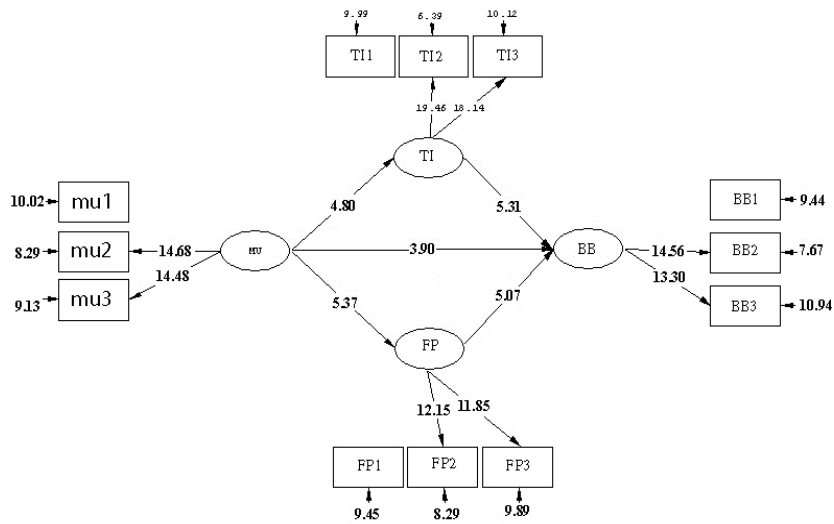 9.99 6.39 10.12
TI1 TI2 TI3
19.46 18.14
TI
4.80 5.31
10.02 mu1 BB1 9.44
8.29 mu2 14.68 MU 3.90 BB 14.56 BB2 7.67
9.13 mu3 14.48 13.30 BB3 10.94
5.37 5.07
FP
12.15 11.85
FP1 FP2 FP3
9.45 8.29 9.89